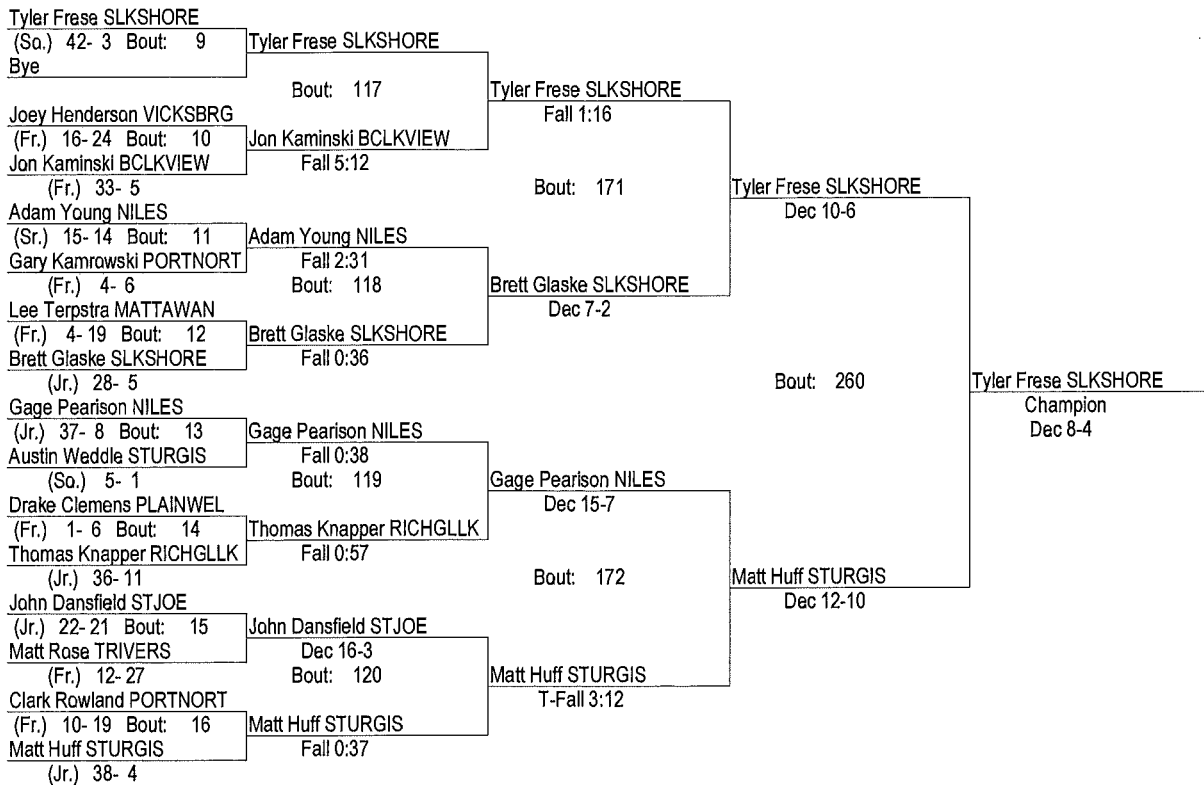 Tyler Frese SLKSHORE
(So.) 42- 3 Bout: 9
Bye
Joey Henderson VICKSBRG
(Fr.) 16- 24 Bout: 10
Jon Kaminski BCLKVIEW
(Fr.) 33- 5
Adam Young NILES
(Sr.) 15- 14 Bout: 11
Gary Kamrowski PORTNORT
(Fr.) 4- 6
Lee Terpstra MATTAWAN
(Fr.) 4- 19 Bout: 12
Brett Glaske SLKSHORE
(Jr.) 28- 5
Gage Pearison NILES
(Jr.) 37- 8 Bout: 13
Austin Weddle STURGIS
(So.) 5- 1
Drake Clemens PLAINWEL
(Fr.) 1- 6 Bout: 14
Thomas Knapper RICHGLLK
(Jr.) 36- 11
John Dansfield STJOE
(Jr.) 22- 21 Bout: 15
Matt Rose TRIVERS
(Fr.) 12- 27
Clark Rowland PORTNORT
(Fr.) 10- 19 Bout: 16
Matt Huff STURGIS
(Jr.) 38- 4
Tyler Frese SLKSHORE
Bout: 117
Jon Kaminski BCLKVIEW
Fall 5:12
Adam Young NILES
Fall 2:31
Bout: 118
Brett Glaske SLKSHORE
Fall 0:36
Gage Pearison NILES
Fall 0:38
Bout: 119
Thomas Knapper RICHGLLK
Fall 0:57
John Dansfield STJOE
Dec 16-3
Bout: 120
Matt Huff STURGIS
Fall 0:37
Tyler Frese SLKSHORE
Fall 1:16
Bout: 171
Brett Glaske SLKSHORE
Dec 7-2
Gage Pearison NILES
Dec 15-7
Bout: 172
Matt Huff STURGIS
T-Fall 3:12
Tyler Frese SLKSHORE
Dec 10-6
Bout: 260
Matt Huff STURGIS
Dec 12-10
Tyler Frese SLKSHORE
Champion
Dec 8-4